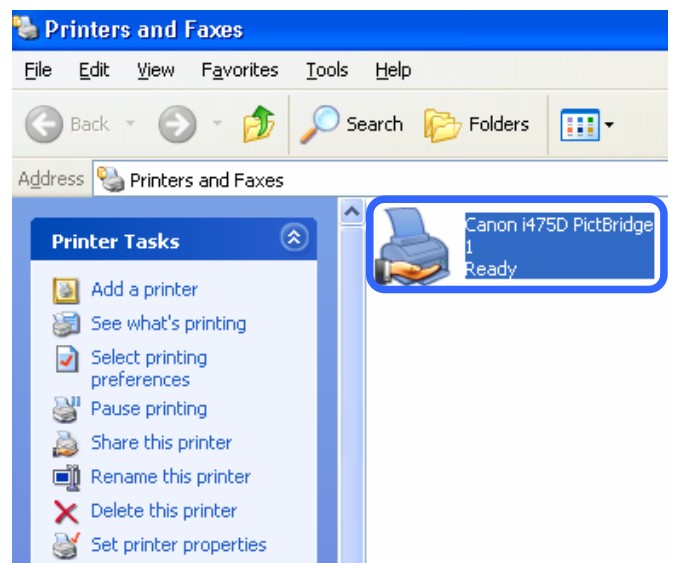 Printers and Faxes
File Edit View Favorites Tools Help
Back Search Folders
Address Printers and Faxes
Printer Tasks
Add a printer
See what's printing
Select printing
preferences
Pause printing
Share this printer
Rename this printer
Delete this printer
Set printer properties
Canon i475D PictBridge
1
Ready